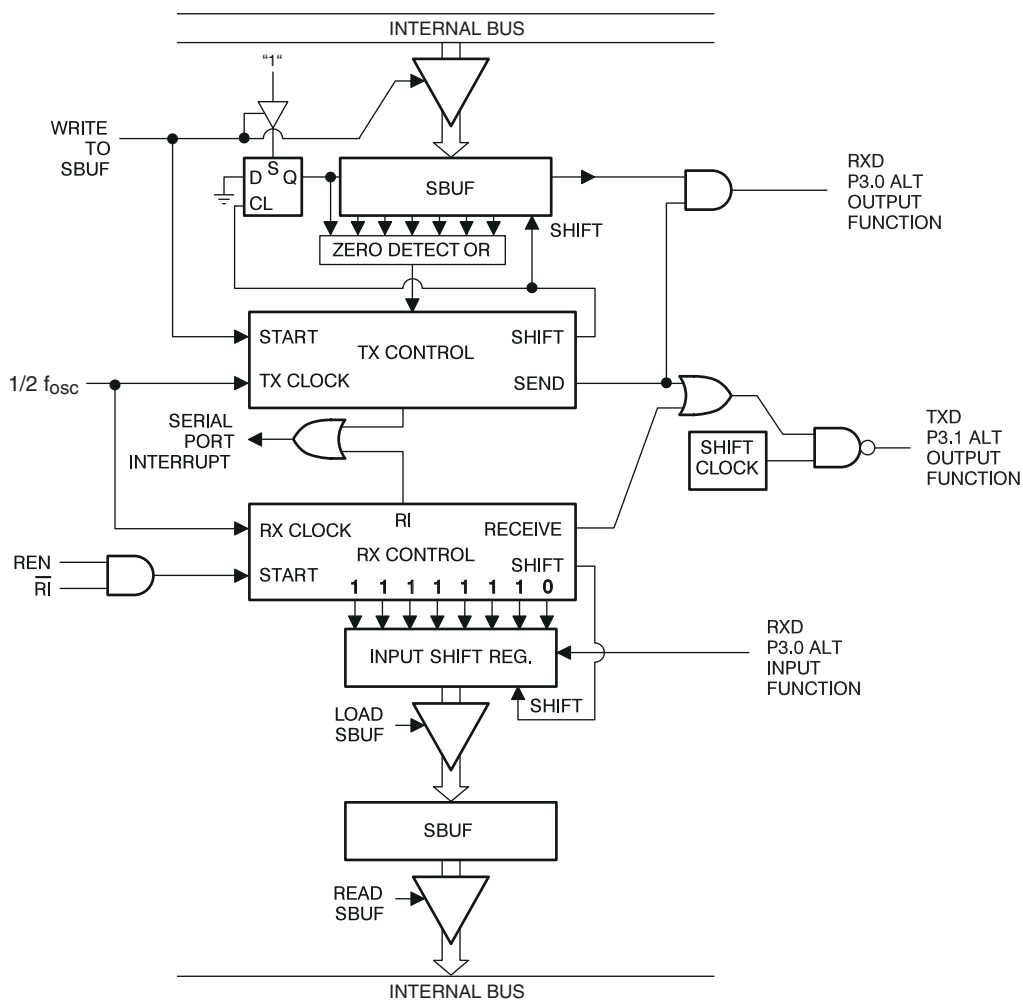 INTERNAL BUS
"1"
WRITE
TO
SBUF
S
D Q
CL
SBUF
SHIFT
ZERO DETECT OR
RXD
P3.0 ALT
OUTPUT
FUNCTION
START
SHIFT
TX CONTROL
TX CLOCK
SEND
1/2 fosc
SERIAL
PORT
INTERRUPT
SHIFT
CLOCK
TXD
P3.1 ALT
OUTPUT
FUNCTION
RI
RX CLOCK
RECEIVE
RX CONTROL
SHIFT
START
1 1 1 1 1 1 1 0
REN
R̅I̅
INPUT SHIFT REG.
RXD
P3.0 ALT
INPUT
FUNCTION
SHIFT
LOAD
SBUF
SBUF
READ
SBUF
INTERNAL BUS